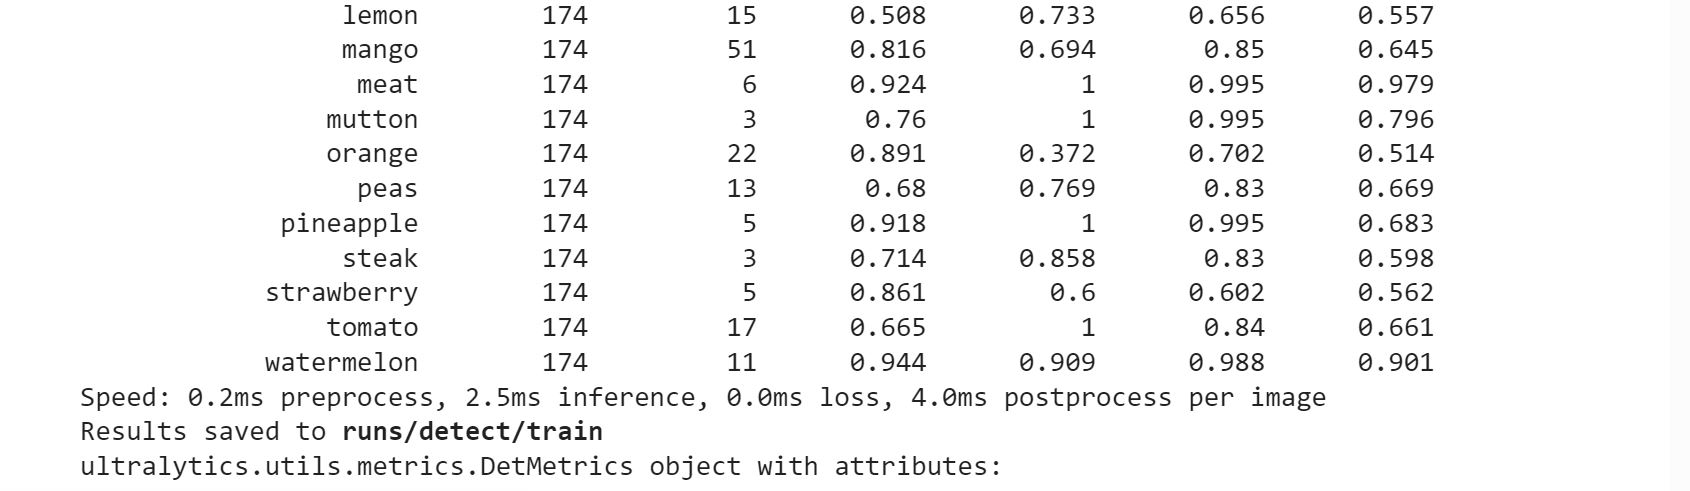 lemon 174 15 0.508 0.733 0.656 0.557
mango 174 51 0.816 0.694 0.85 0.645
meat 174 6 0.924 1 0.995 0.979
mutton 174 3 0.76 1 0.995 0.796
orange 174 22 0.891 0.372 0.702 0.514
peas 174 13 0.68 0.769 0.83 0.669
pineapple 174 5 0.918 1 0.995 0.683
steak 174 3 0.714 0.858 0.83 0.598
strawberry 174 5 0.861 0.6 0.602 0.562
tomato 174 17 0.665 1 0.84 0.661
watermelon 174 11 0.944 0.909 0.988 0.901
Speed: 0.2ms preprocess, 2.5ms inference, 0.0ms loss, 4.0ms postprocess per image
Results saved to runs/detect/train
ultralytics.utils.metrics.DetMetrics object with attributes: